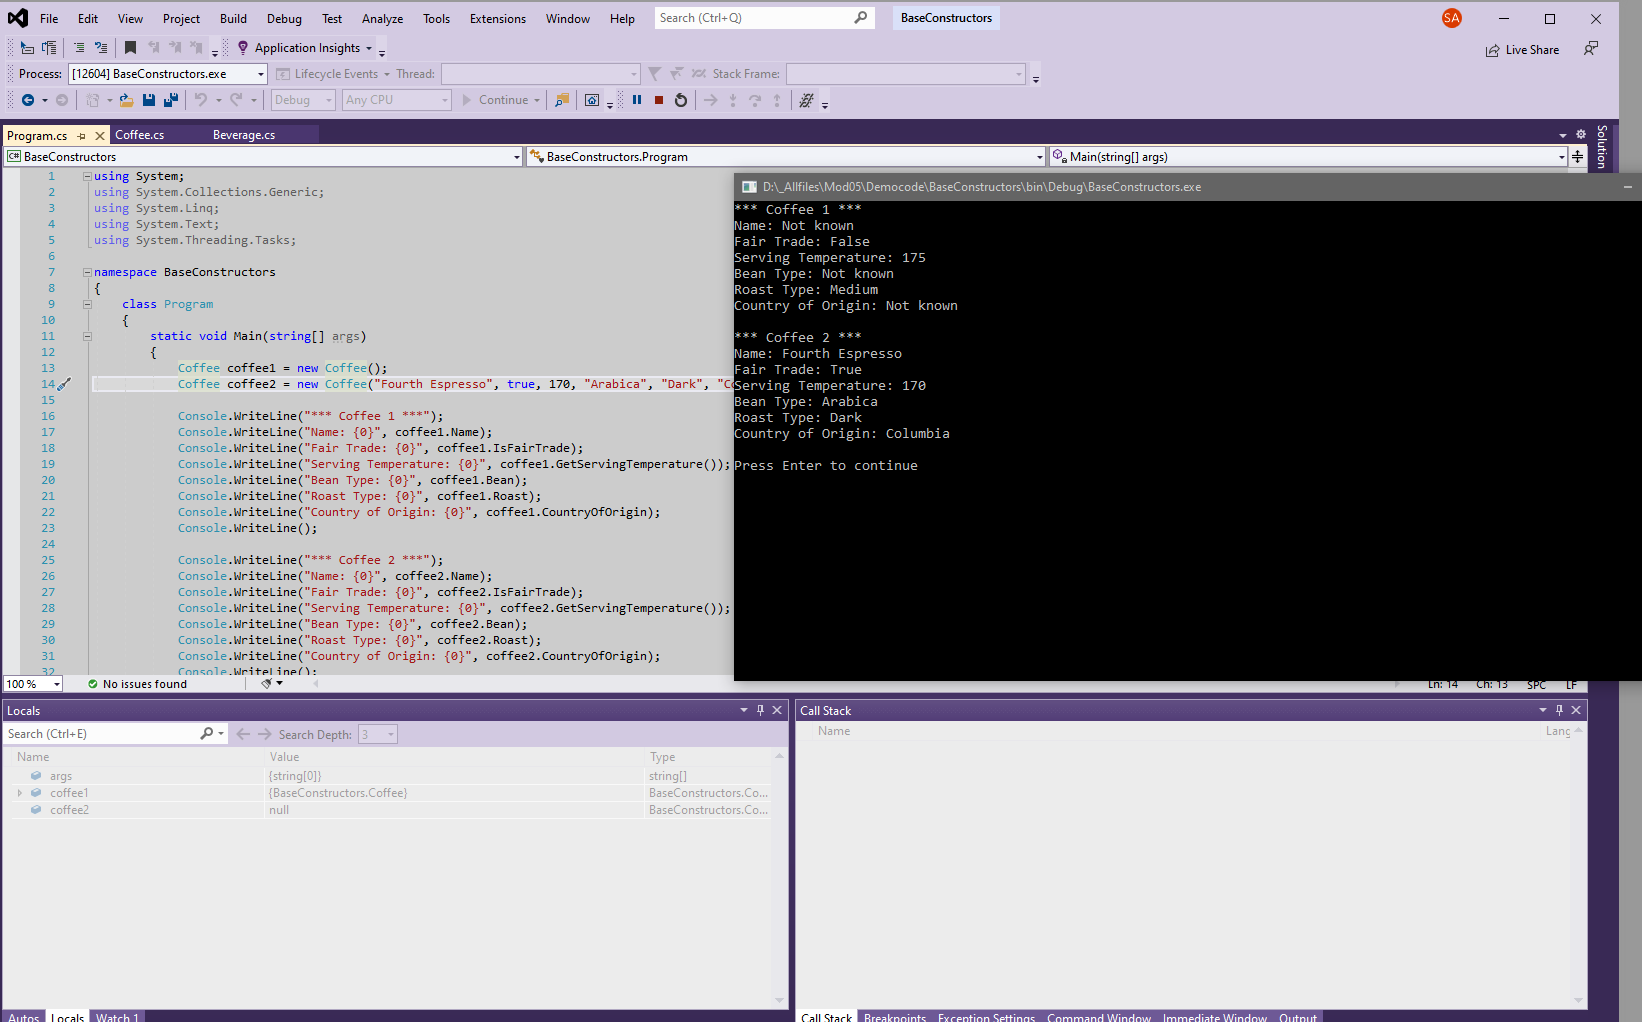 File Edit View Project Build Debug Test Analyze Tools Extensions Window Help Search (Ctrl+Q) BaseConstructors SA
Application Insights Live Share
Process: [12604] BaseConstructors.exe Lifecycle Events Thread: Stack Frame:
Debug Any CPU Continue
Program.cs Coffee.cs Beverage.cs
Solution
C# BaseConstructors BaseConstructors.Program Main(string[] args)
1 using System;
2 using System.Collections.Generic;
3 using System.Linq;
4 using System.Text;
5 using System.Threading.Tasks;
6
7 namespace BaseConstructors
8 {
9 class Program
10 {
11 static void Main(string[] args)
12 {
13 Coffee coffee1 = new Coffee();
14 Coffee coffee2 = new Coffee("Fourth Espresso", true, 170, "Arabica", "Dark", "Co
15
16 Console.WriteLine("*** Coffee 1 ***");
17 Console.WriteLine("Name: {0}", coffee1.Name);
18 Console.WriteLine("Fair Trade: {0}", coffee1.IsFairTrade);
19 Console.WriteLine("Serving Temperature: {0}", coffee1.GetServingTemperature());
20 Console.WriteLine("Bean Type: {0}", coffee1.Bean);
21 Console.WriteLine("Roast Type: {0}", coffee1.Roast);
22 Console.WriteLine("Country of Origin: {0}", coffee1.CountryOfOrigin);
23 Console.WriteLine();
24
25 Console.WriteLine("*** Coffee 2 ***");
26 Console.WriteLine("Name: {0}", coffee2.Name);
27 Console.WriteLine("Fair Trade: {0}", coffee2.IsFairTrade);
28 Console.WriteLine("Serving Temperature: {0}", coffee2.GetServingTemperature());
29 Console.WriteLine("Bean Type: {0}", coffee2.Bean);
30 Console.WriteLine("Roast Type: {0}", coffee2.Roast);
31 Console.WriteLine("Country of Origin: {0}", coffee2.CountryOfOrigin);
32 Console.WriteLine();
D:\_Allfiles\Mod05\Democode\BaseConstructors\bin\Debug\BaseConstructors.exe
*** Coffee 1 ***
Name: Not known
Fair Trade: False
Serving Temperature: 175
Bean Type: Not known
Roast Type: Medium
Country of Origin: Not known
*** Coffee 2 ***
Name: Fourth Espresso
Fair Trade: True
Serving Temperature: 170
Bean Type: Arabica
Roast Type: Dark
Country of Origin: Columbia
Press Enter to continue
100 % No issues found Ln: 14 Ch: 13 SPC LF
Locals
Search (Ctrl+E) Search Depth: 3
Name Value Type
args {string[0]} string[]
coffee1 {BaseConstructors.Coffee} BaseConstructors.Co...
coffee2 null BaseConstructors.Co...
Autos Locals Watch 1
Call Stack
Name Lang
Call Stack Breakpoints Exception Settings Command Window Immediate Window Output